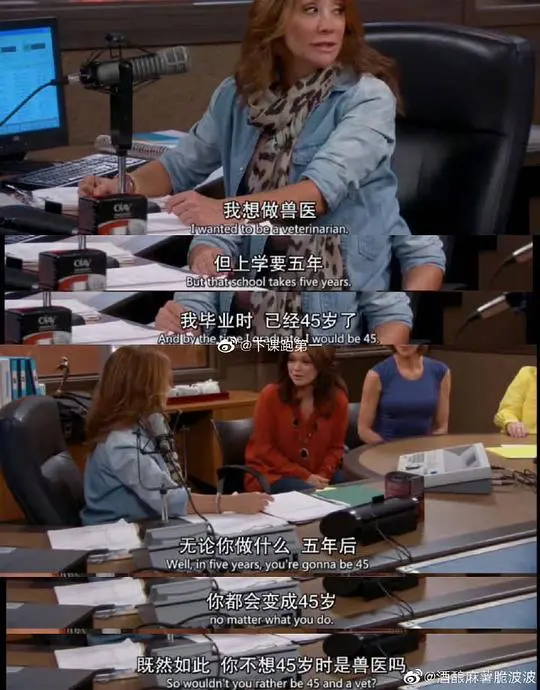 OLAY
我想做兽医
I wanted to be a veterinarian.
但上学要五年
But that school takes five years.
OLAY
我毕业时 已经45岁了
And by the time I graduate, I would be 45.
@下课跑第一
无论你做什么 五年后
Well, in five years, you're gonna be 45
你都会变成45岁
no matter what you do.
既然如此 你不想45岁时是兽医吗
So wouldn't you rather be 45 and a vet?
@酒酿麻薯脆波波